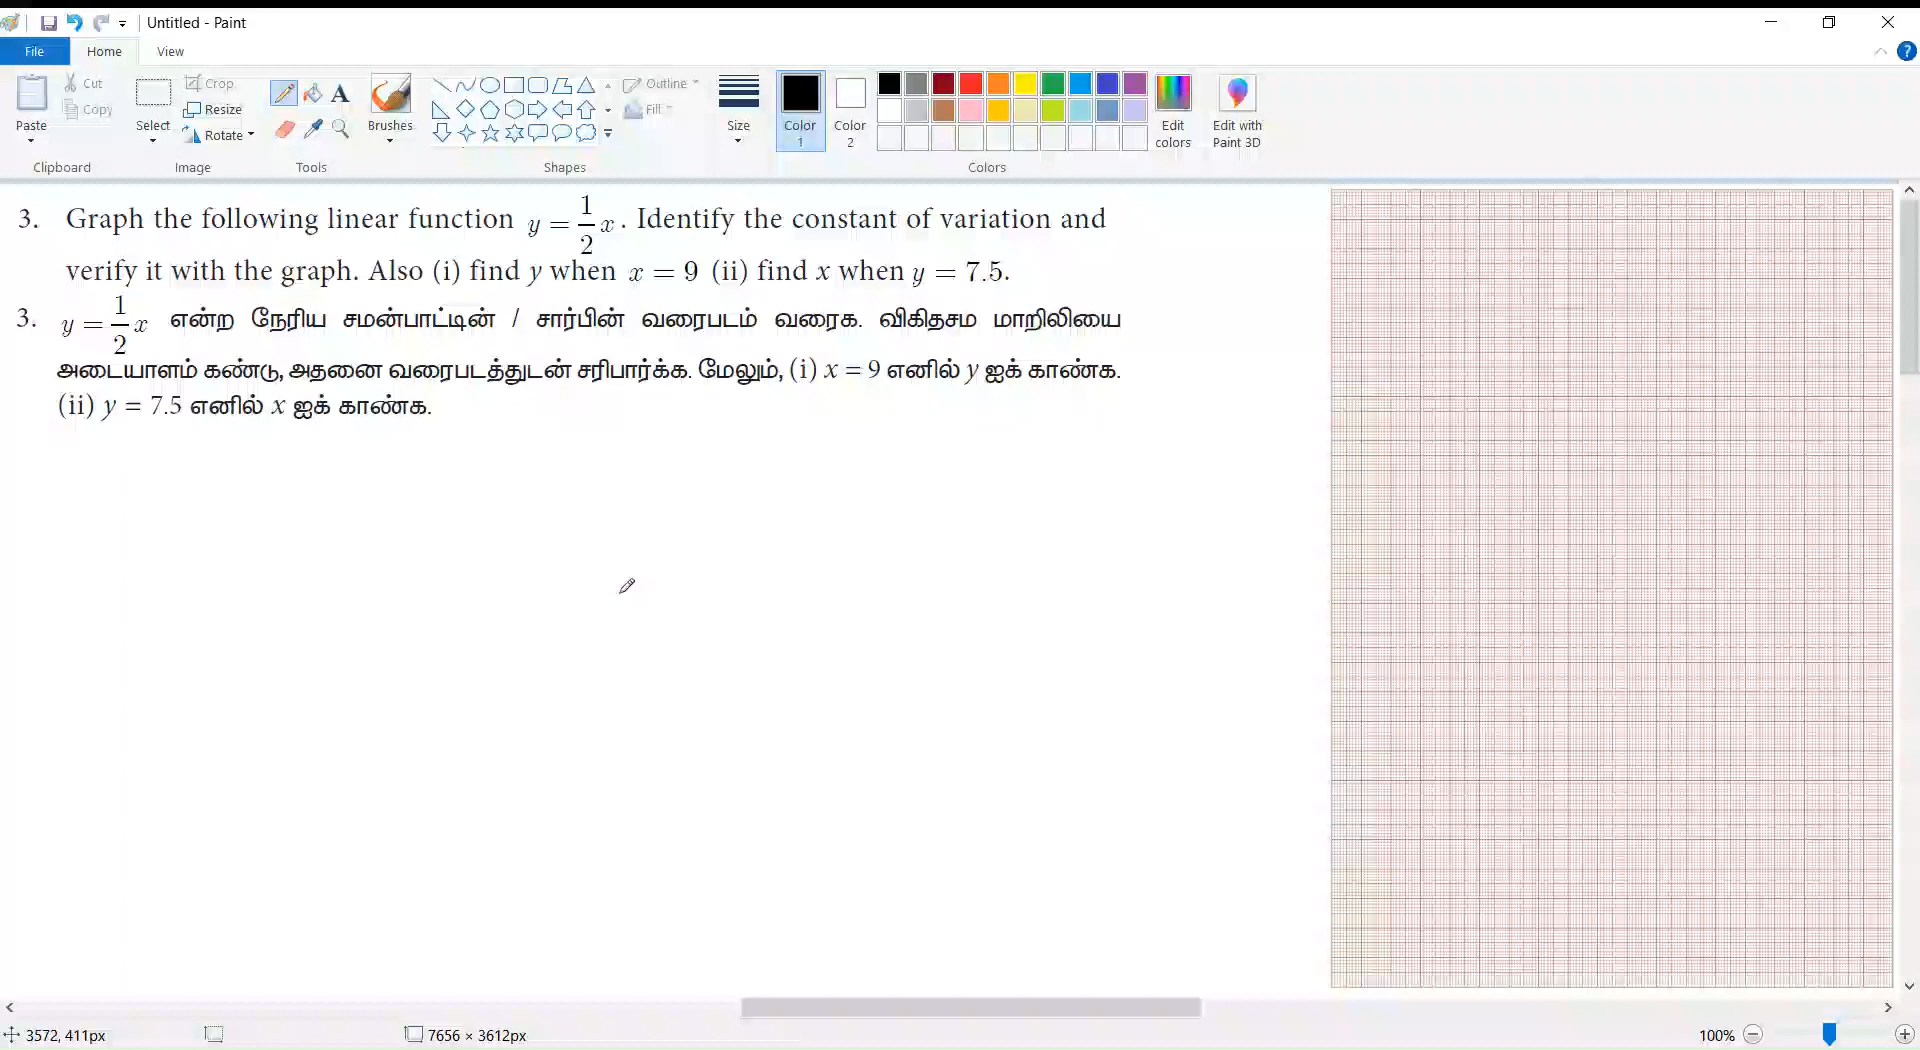 Untitled - Paint
File Home View
Cut
Copy
Paste
Select
Crop
Resize
Rotate
Brushes
Outline
Fill
Size
Color 1
Color 2
Edit colors
Edit with Paint 3D
Clipboard Image Tools Shapes Colors
3. Graph the following linear function y = 1/2 x. Identify the constant of variation and
verify it with the graph. Also (i) find y when x = 9 (ii) find x when y = 7.5.
3. y = 1/2 x என்ற நேரிய சமன்பாட்டின் / சார்பின் வரைபடம் வரைக. விகிதசம மாறிலியை
அடையாளம் கண்டு, அதனை வரைபடத்துடன் சரிபார்க்க. மேலும், (i) x = 9 எனில் y ஐக் காண்க.
(ii) y = 7.5 எனில் x ஐக் காண்க.
3572, 411px 7656 × 3612px 100%